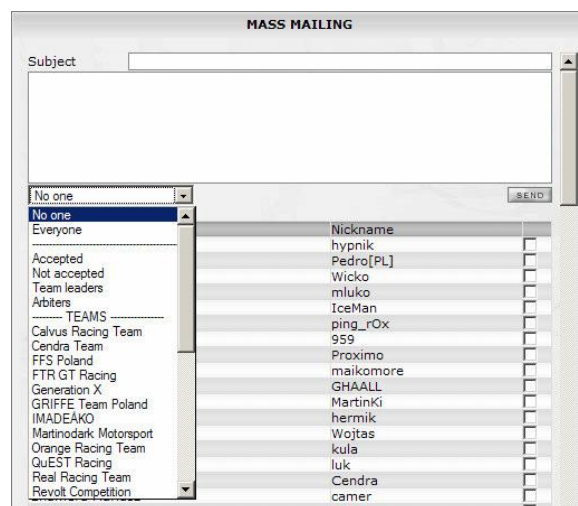 MASS MAILING
Subject
No one
SEND
No one
Everyone
Accepted
Not accepted
Team leaders
Arbiters
-------- TEAMS --------------
Calvus Racing Team
Cendra Team
FFS Poland
FTR GT Racing
Generation X
GRIFFE Team Poland
IMADEÁKO
Martinodark Motorsport
Orange Racing Team
QuEST Racing
Real Racing Team
Revolt Competition
Nickname
hypnik
Pedro[PL]
Wicko
mluko
IceMan
ping_rOx
959
Proximo
maikomore
GHAALL
MartinKi
hermik
Wojtas
kula
luk
Cendra
camer